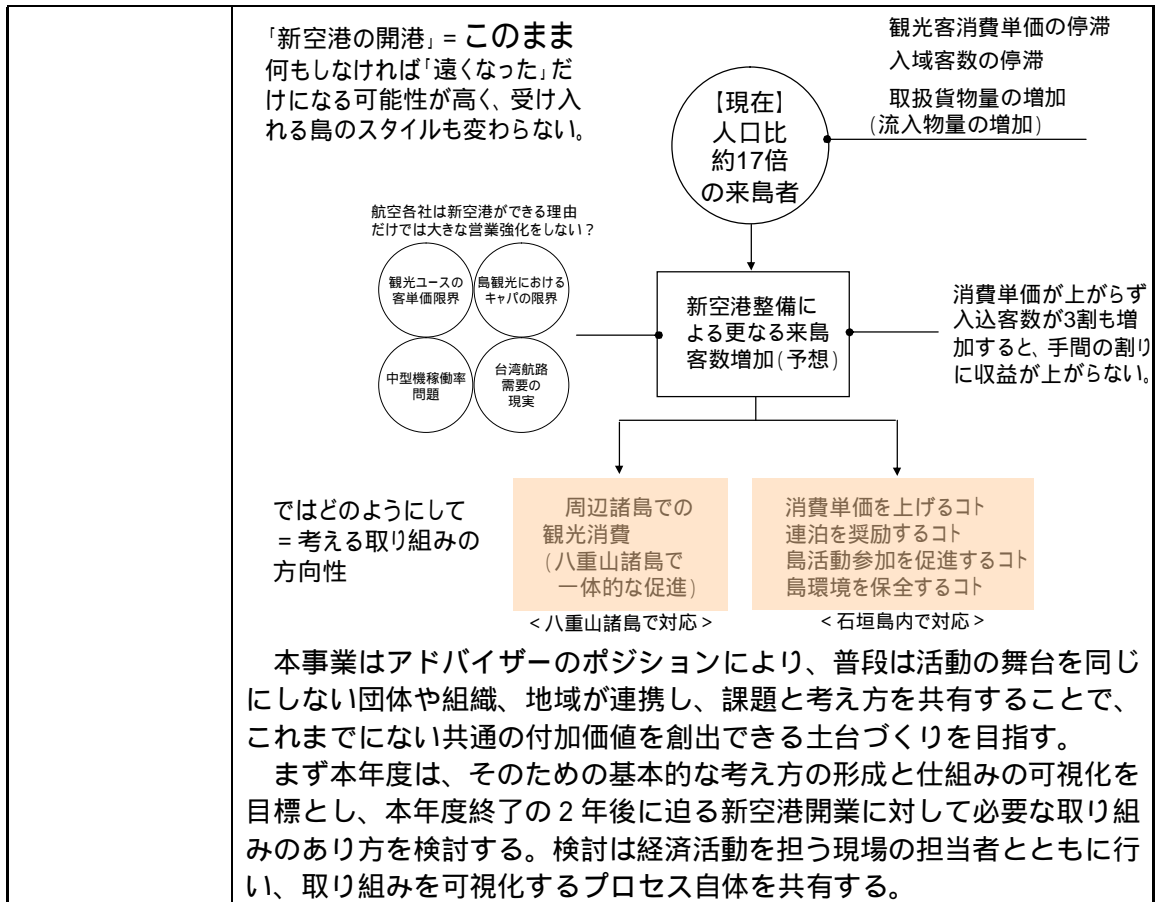 「新空港の開港」= このまま
何もしなければ「遠くなった」だ
けになる可能性が高く、受け入
れる島のスタイルも変わらない。
観光客消費単価の停滞
入域客数の停滞
取扱貨物量の増加
(流入物量の増加)
【現在】
人口比
約17倍
の来島者
航空各社は新空港ができる理由
だけでは大きな営業強化をしない?
観光ユースの
客単価限界
島観光における
キャパの限界
中型機稼働率
問題
台湾航路
需要の
現実
新空港整備に
よる更なる来島
客数増加(予想)
消費単価が上がらず
入込客数が3割も増
加すると、手間の割り
に収益が上がらない。
ではどのようにして
=考える取り組みの
方向性
周辺諸島での
観光消費
(八重山諸島で
一体的な促進)
<八重山諸島で対応>
消費単価を上げるコト
連泊を奨励するコト
島活動参加を促進するコト
島環境を保全するコト
<石垣島内で対応>
本事業はアドバイザーのポジションにより、普段は活動の舞台を同じ
にしない団体や組織、地域が連携し、課題と考え方を共有することで、
これまでにない共通の付加価値を創出できる土台づくりを目指す。
まず本年度は、そのための基本的な考え方の形成と仕組みの可視化を
目標とし、本年度終了の2年後に迫る新空港開業に対して必要な取り組
みのあり方を検討する。検討は経済活動を担う現場の担当者とともに行
い、取り組みを可視化するプロセス自体を共有する。